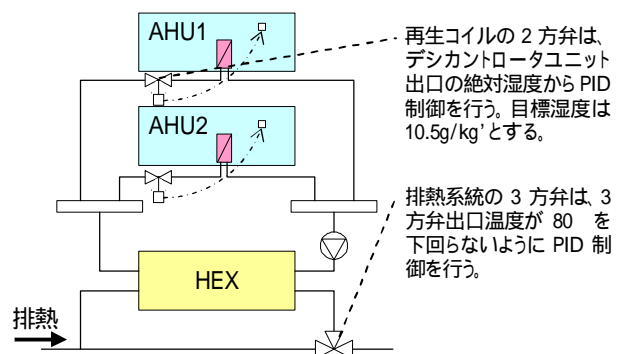 AHU1
AHU2
HEX
排熱
再生コイルの2方弁は、
デシカントロータユニット
出口の絶対湿度から PID
制御を行う。目標湿度は
10.5g/kg’とする。
排熱系統の3方弁は、3
方弁出口温度が 80 を
下回らないように PID 制
御を行う。